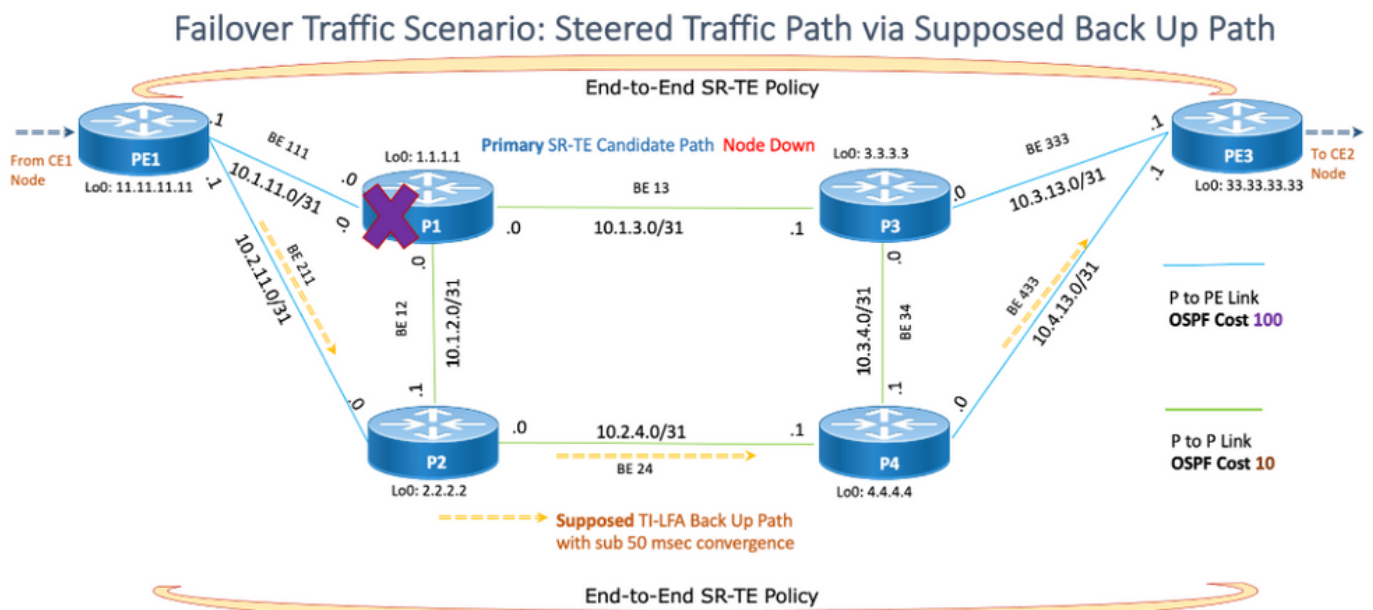 Failover Traffic Scenario: Steered Traffic Path via Supposed Back Up Path
End-to-End SR-TE Policy
PE1
.1
From CE1
Node
Lo0: 11.11.11.11
.1
BE 111
10.1.11.0/31
.0
.0
Lo0: 1.1.1.1
Primary SR-TE Candidate Path Node Down
P1
.0
BE 13
10.1.3.0/31
.1
Lo0: 3.3.3.3
P3
.0
BE 333
10.3.13.0/31
.1
.1
PE3
To CE2
Node
Lo0: 33.33.33.33
BE 211
10.2.11.0/31
.0
.0
BE 12
10.1.2.0/31
.1
.0
10.3.4.0/31
BE 34
.1
BE 433
10.4.13.0/31
.0
P to PE Link
OSPF Cost 100
P2
Lo0: 2.2.2.2
.0
10.2.4.0/31
.1
BE 24
P4
Lo0: 4.4.4.4
P to P Link
OSPF Cost 10
Supposed TI-LFA Back Up Path
with sub 50 msec convergence
End-to-End SR-TE Policy